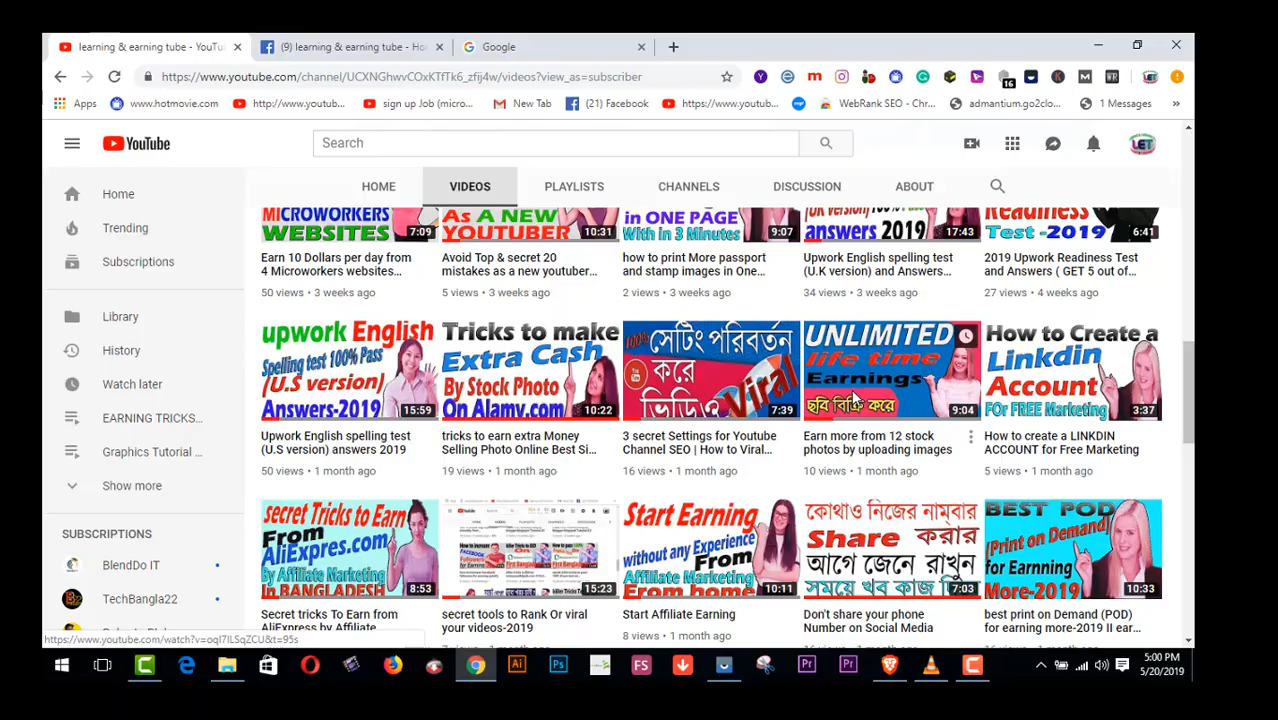 learning & earning tube - YouTu
(9) learning & earning tube - Ho
Google
https://www.youtube.com/channel/UCXNGhwvCOxKTfTk6_zfij4w/videos?view_as=subscriber
16
Apps
www.hotmovie.com
http://www.youtub...
sign up Job (micro...
New Tab
(21) Facebook
https://www.youtub...
WebRank SEO - Chr...
admantium.go2clo...
1 Messages
YouTube
Search
LET
HOME
VIDEOS
PLAYLISTS
CHANNELS
DISCUSSION
ABOUT
Home
Trending
Subscriptions
Library
History
Watch later
EARNING TRICKS...
Graphics Tutorial ...
Show more
SUBSCRIPTIONS
BlendDo IT
TechBangla22
MICROWORKERS
WEBSITES
7:09
As A NEW
YOUTUBER
10:31
in ONE PAGE
With in 3 Minutes
9:07
(UK version) 100% Pass
answers 2019
17:43
Readiness
Test -2019
6:41
Earn 10 Dollars per day from
4 Microworkers websites...
50 views • 3 weeks ago
Avoid Top & secret 20
mistakes as a new youtuber...
5 views • 3 weeks ago
how to print More passport
and stamp images in One...
2 views • 3 weeks ago
Upwork English spelling test
(U.K version) and Answers...
34 views • 3 weeks ago
2019 Upwork Readiness Test
and Answers ( GET 5 out of...
27 views • 4 weeks ago
upwork English
Spelling test 100% Pass
(U.S version)
Answers-2019
15:59
Tricks to make
Extra Cash
By Stock Photo
On Alamy.com
10:22
100%
সেটিং পরিবর্তন
করে
ভিডিও Viral
7:39
UNLIMITED
life time
Earnings
ছবি বিক্রি করে
9:04
How to Create a
Linkdin
Account
FOr FREE Marketing
3:37
Upwork English spelling test
(U.S version) answers 2019
50 views • 1 month ago
tricks to earn extra Money
Selling Photo Online Best Si...
19 views • 1 month ago
3 secret Settings for Youtube
Channel SEO | How to Viral...
16 views • 1 month ago
Earn more from 12 stock
photos by uploading images
10 views • 1 month ago
How to create a LINKDIN
ACCOUNT for Free Marketing
5 views • 1 month ago
secret Tricks to Earn
From
AliExpres.com
By Affiliate Marketing
In BANGLADESH
8:53
15:23
Start Earning
without any Experience
From
Affiliate Marketing
From home
10:11
কোথাও নিজের নাম্বার
Share করার
আগে জেনে রাখুন
সময়ে খুব কাজ দিবে
7:03
BEST POD
(Print on Demand)
for Earnning
More-2019
10:33
Secret tricks To Earn from
AliExpress by Affiliate
secret tools to Rank Or viral
your videos-2019
Start Affiliate Earning
8 views • 1 month ago
Don't share your phone
Number on Social Media
best print on Demand (POD)
for earning more-2019 II ear...
https://www.youtube.com/watch?v=oqI7ILSqZCU&t=95s
5:00 PM
5/20/2019